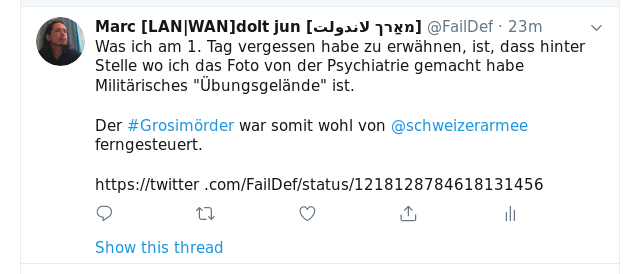 Marc [LAN|WAN]dolt jun [מאַרך لاندولت] @FailDef · 23m
Was ich am 1. Tag vergessen habe zu erwähnen, ist, dass hinter
Stelle wo ich das Foto von der Psychiatrie gemacht habe
Militärisches "Übungsgelände" ist.
Der #Grosimörder war somit wohl von @schweizerarmee
ferngesteuert.
https://twitter .com/FailDef/status/1218128784618131456
Show this thread